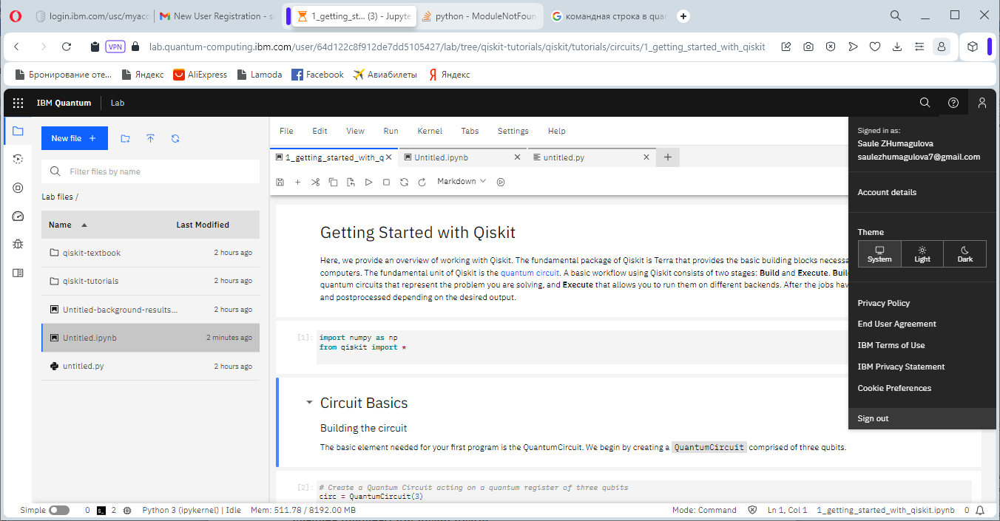 login.ibm.com/usc/myacc
New User Registration - sa
1_getting_st... (3) - Jupyte
python - ModuleNotFoun
командная строка в quan
VPN
lab.quantum-computing.ibm.com/user/64d122c8f912de7dd5105427/lab/tree/qiskit-tutorials/qiskit/tutorials/circuits/1_getting_started_with_qiskit
Бронирование оте...
Яндекс
AliExpress
Lamoda
Facebook
Авиабилеты
Яндекс
IBM Quantum
Lab
New file +
Filter files by name
Lab files /
Name
Last Modified
qiskit-textbook 2 hours ago
qiskit-tutorials 2 hours ago
Untitled-background-results... 2 hours ago
Untitled.ipynb 2 minutes ago
untitled.py 2 hours ago
File Edit View Run Kernel Tabs Settings Help
1_getting_started_with_q
Untitled.ipynb
untitled.py
Markdown
Getting Started with Qiskit
Here, we provide an overview of working with Qiskit. The fundamental package of Qiskit is Terra that provides the basic building blocks necessa
computers. The fundamental unit of Qiskit is the quantum circuit. A basic workflow using Qiskit consists of two stages: Build and Execute. Buil
quantum circuits that represent the problem you are solving, and Execute that allows you to run them on different backends. After the jobs hav
and postprocessed depending on the desired output.
[1]: import numpy as np
from qiskit import *
Circuit Basics
Building the circuit
The basic element needed for your first program is the QuantumCircuit. We begin by creating a QuantumCircuit comprised of three qubits.
[2]: # Create a Quantum Circuit acting on a quantum register of three qubits
circ = QuantumCircuit(3)
Signed in as:
Saule ZHumagulova
saulezhumagulova7@gmail.com
Account details
Theme
System
Light
Dark
Privacy Policy
End User Agreement
IBM Terms of Use
IBM Privacy Statement
Cookie Preferences
Sign out
Simple 0 2 Python 3 (ipykernel) | Idle Mem: 511.78 / 8192.00 MB
Mode: Command Ln 1, Col 1 1_getting_started_with_qiskit.ipynb 0